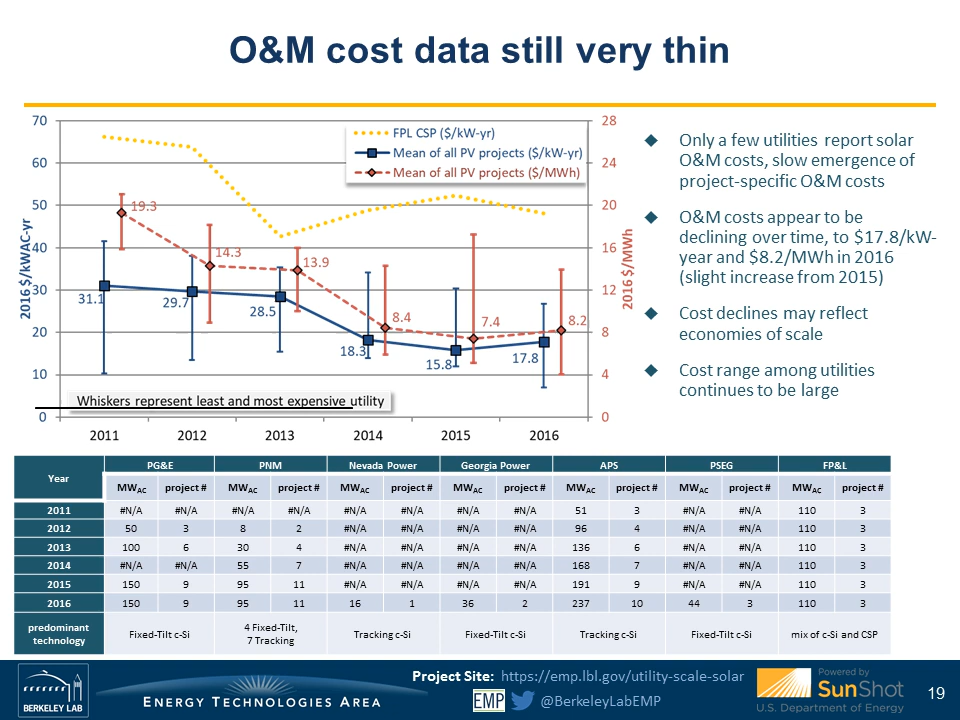 O&M cost data still very thin
70
60
50
40
30
20
10
0
2016 $/kWAC-yr
28
24
20
16
12
8
4
0
2016 $/MWh
FPL CSP ($/kW-yr)
Mean of all PV projects ($/kW-yr)
Mean of all PV projects ($/MWh)
19.3
14.3
13.9
8.4
7.4
8.2
31.1
29.7
28.5
18.3
15.8
17.8
Whiskers represent least and most expensive utility
2011 2012 2013 2014 2015 2016
Only a few utilities report solar
O&M costs, slow emergence of
project-specific O&M costs
O&M costs appear to be
declining over time, to $17.8/kW-
year and $8.2/MWh in 2016
(slight increase from 2015)
Cost declines may reflect
economies of scale
Cost range among utilities
continues to be large
Year PG&E PNM Nevada Power Georgia Power APS PSEG FP&L
MWAC project # MWAC project # MWAC project # MWAC project # MWAC project # MWAC project # MWAC project #
2011 #N/A #N/A #N/A #N/A #N/A #N/A #N/A #N/A 51 3 #N/A #N/A 110 3
2012 50 3 8 2 #N/A #N/A #N/A #N/A 96 4 #N/A #N/A 110 3
2013 100 6 30 4 #N/A #N/A #N/A #N/A 136 6 #N/A #N/A 110 3
2014 #N/A #N/A 55 7 #N/A #N/A #N/A #N/A 168 7 #N/A #N/A 110 3
2015 150 9 95 11 #N/A #N/A #N/A #N/A 191 9 #N/A #N/A 110 3
2016 150 9 95 11 16 1 36 2 237 10 44 3 110 3
predominant
technology
Fixed-Tilt c-Si
4 Fixed-Tilt,
7 Tracking
Tracking c-Si
Fixed-Tilt c-Si
Tracking c-Si
Fixed-Tilt c-Si
mix of c-Si and CSP
BERKELEY LAB
ENERGY TECHNOLOGIES AREA
Project Site: https://emp.lbl.gov/utility-scale-solar
EMP @BerkeleyLabEMP
Powered by
SunShot
U.S. Department of Energy
19